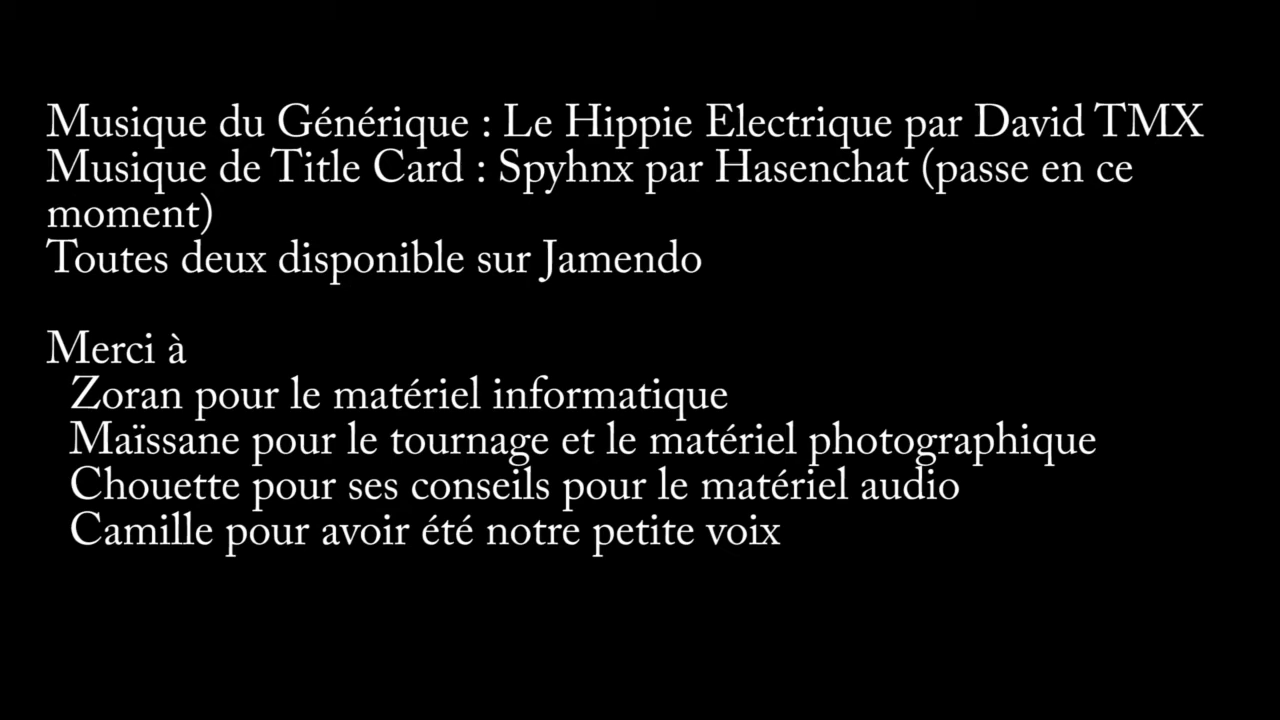 Musique du Générique : Le Hippie Electrique par David TMX
Musique de Title Card : Spyhnx par Hasenchat (passe en ce
moment)
Toutes deux disponible sur Jamendo
Merci à
Zoran pour le matériel informatique
Maïssane pour le tournage et le matériel photographique
Chouette pour ses conseils pour le matériel audio
Camille pour avoir été notre petite voix